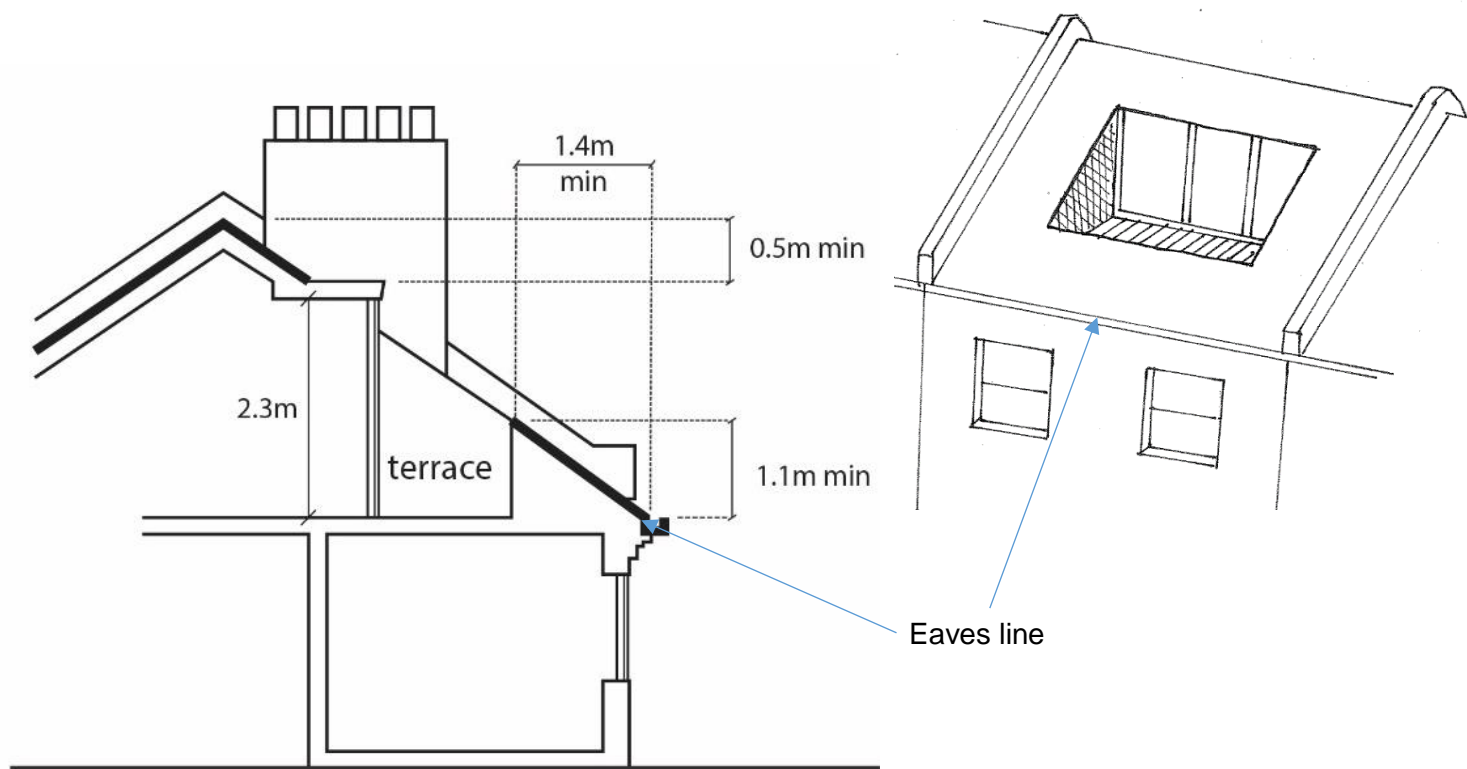 1.4m
min
0.5m min
2.3m
terrace
1.1m min
Eaves line